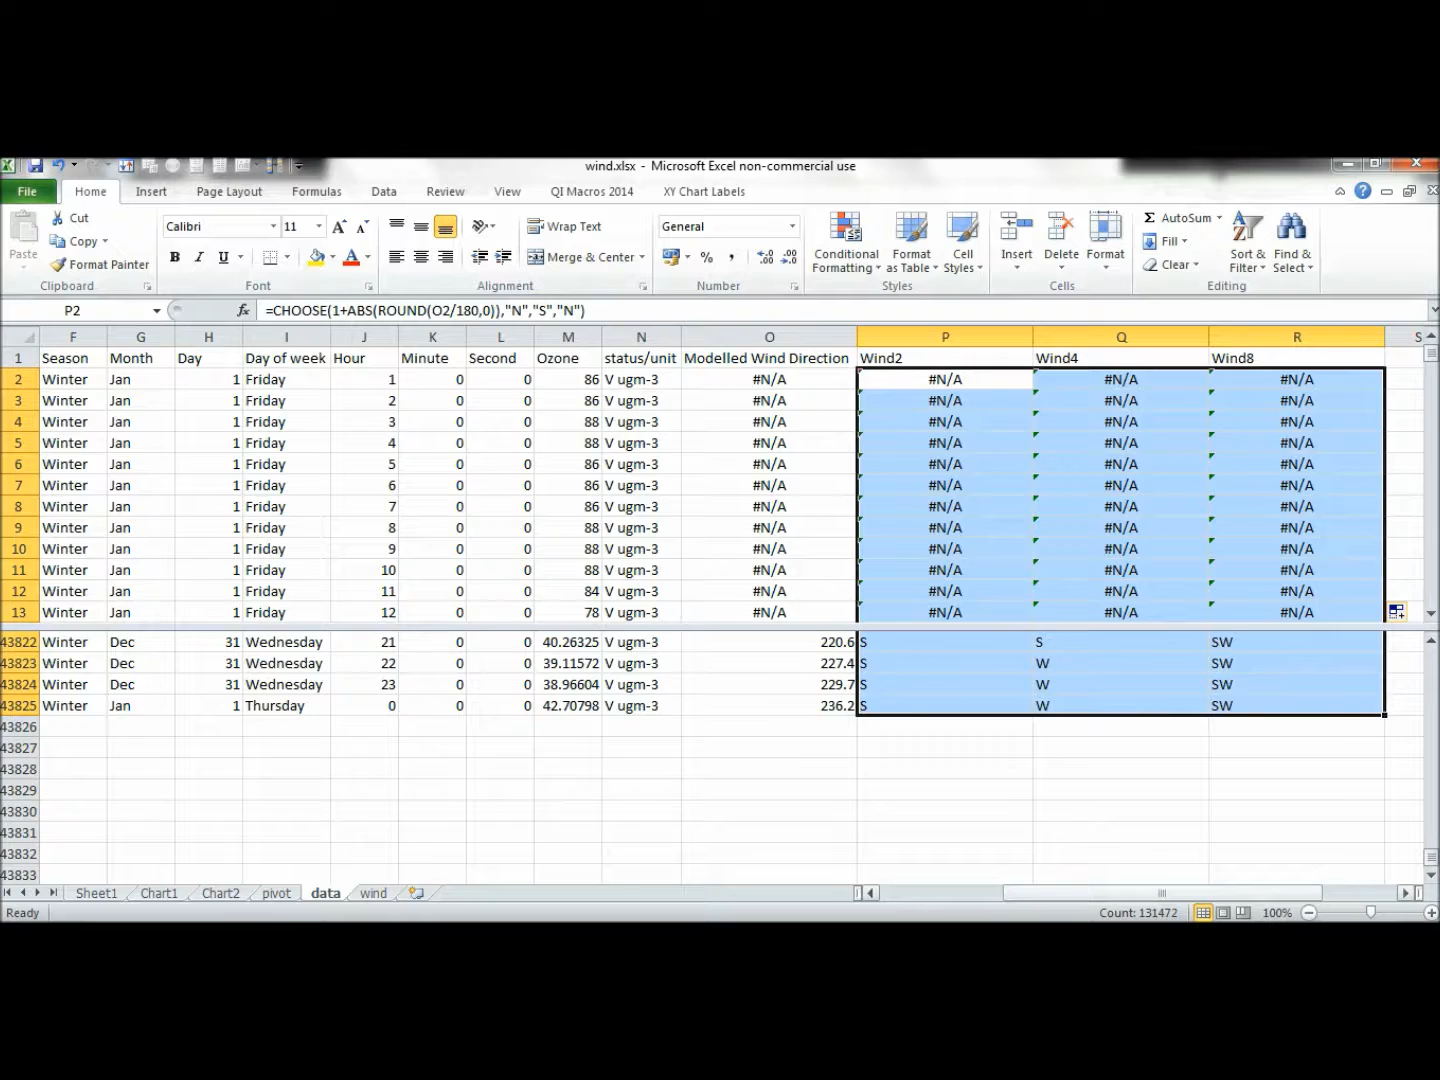 wind.xlsx - Microsoft Excel non-commercial use
File Home Insert Page Layout Formulas Data Review View QI Macros 2014 XY Chart Labels
Paste Cut Copy Format Painter Clipboard
Calibri 11 A A B I U A Font
Wrap Text Merge & Center Alignment
General % , .0 .00 .00 .0 Number
Conditional Formatting Format as Table Cell Styles Styles
Insert Delete Format Cells
AutoSum Fill Clear Sort & Filter Find & Select Editing
P2 fx =CHOOSE(1+ABS(ROUND(O2/180,0)),"N","S","N")
F G H I J K L M N O P Q R S
1 Season Month Day Day of week Hour Minute Second Ozone status/unit Modelled Wind Direction Wind2 Wind4 Wind8
2 Winter Jan 1 Friday 1 0 0 86 V ugm-3 #N/A #N/A #N/A #N/A
3 Winter Jan 1 Friday 2 0 0 86 V ugm-3 #N/A #N/A #N/A #N/A
4 Winter Jan 1 Friday 3 0 0 88 V ugm-3 #N/A #N/A #N/A #N/A
5 Winter Jan 1 Friday 4 0 0 88 V ugm-3 #N/A #N/A #N/A #N/A
6 Winter Jan 1 Friday 5 0 0 86 V ugm-3 #N/A #N/A #N/A #N/A
7 Winter Jan 1 Friday 6 0 0 86 V ugm-3 #N/A #N/A #N/A #N/A
8 Winter Jan 1 Friday 7 0 0 86 V ugm-3 #N/A #N/A #N/A #N/A
9 Winter Jan 1 Friday 8 0 0 88 V ugm-3 #N/A #N/A #N/A #N/A
10 Winter Jan 1 Friday 9 0 0 88 V ugm-3 #N/A #N/A #N/A #N/A
11 Winter Jan 1 Friday 10 0 0 88 V ugm-3 #N/A #N/A #N/A #N/A
12 Winter Jan 1 Friday 11 0 0 84 V ugm-3 #N/A #N/A #N/A #N/A
13 Winter Jan 1 Friday 12 0 0 78 V ugm-3 #N/A #N/A #N/A #N/A
43822 Winter Dec 31 Wednesday 21 0 0 40.26325 V ugm-3 220.6 S S SW
43823 Winter Dec 31 Wednesday 22 0 0 39.11572 V ugm-3 227.4 S W SW
43824 Winter Dec 31 Wednesday 23 0 0 38.96604 V ugm-3 229.7 S W SW
43825 Winter Jan 1 Thursday 0 0 0 42.70798 V ugm-3 236.2 S W SW
43826
43827
43828
43829
43830
43831
43832
43833
Sheet1 Chart1 Chart2 pivot data wind
Ready Count: 131472 100%